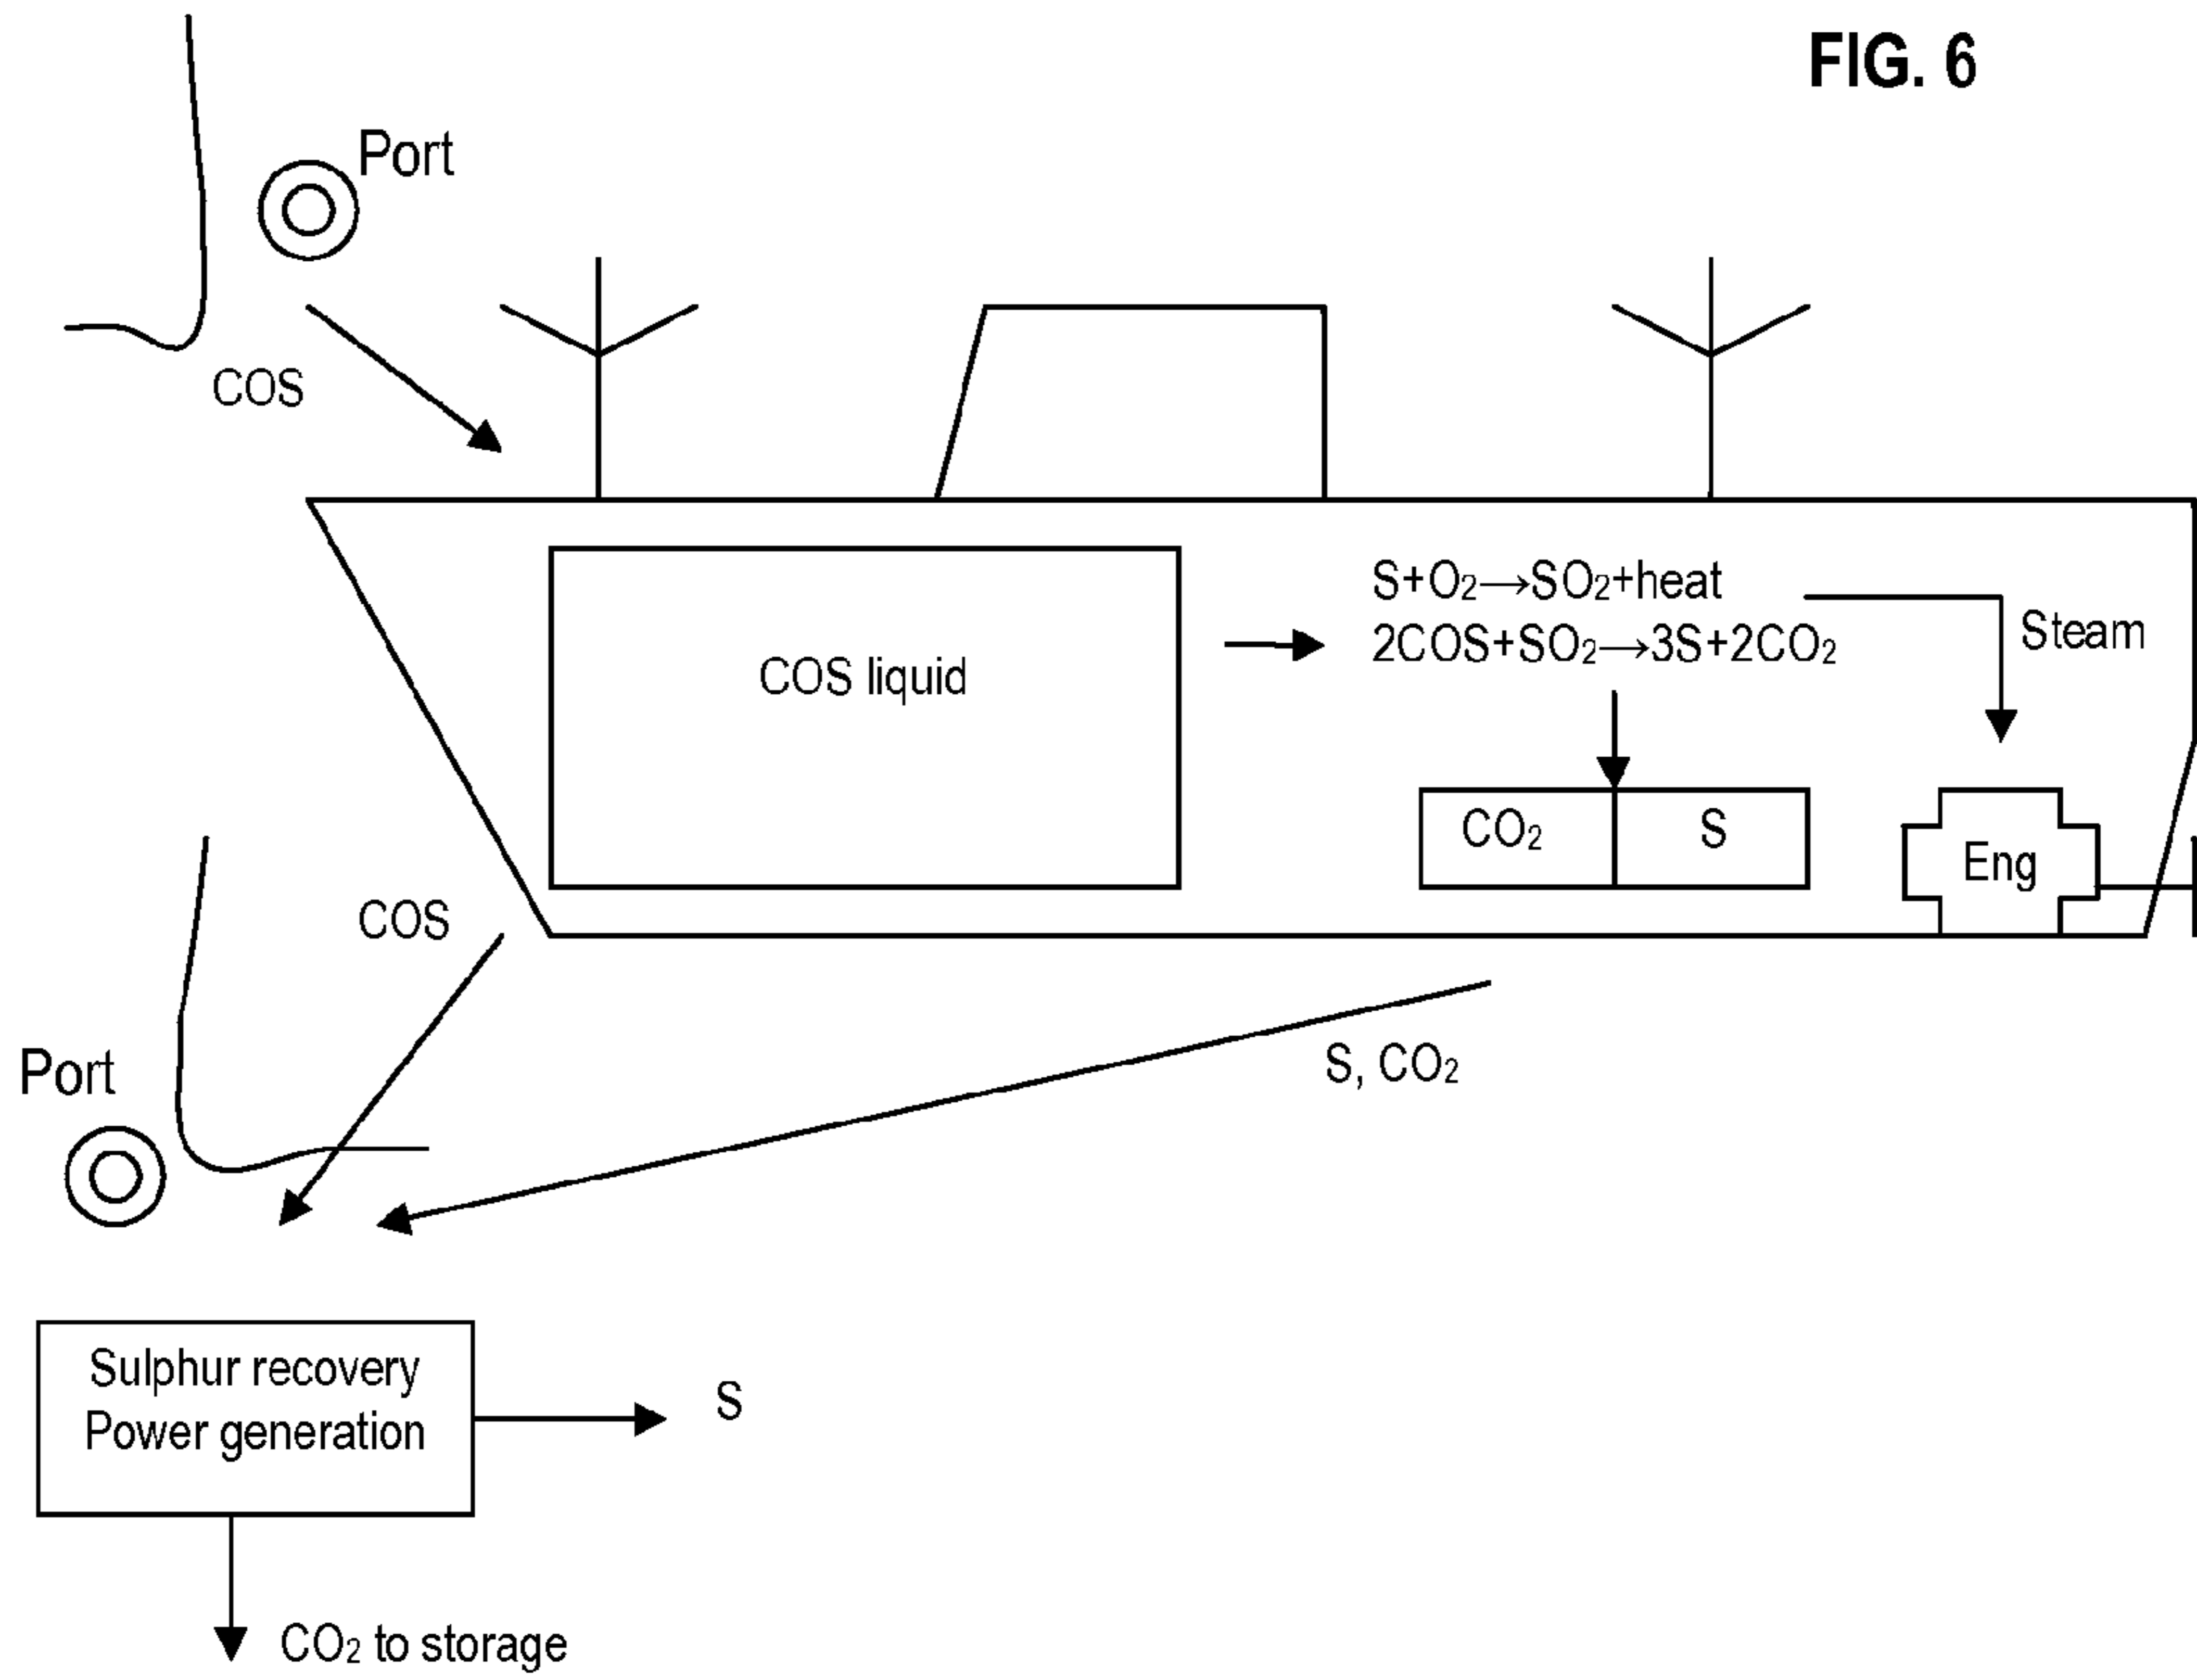 FIG. 6
Port
COS
S+O₂→SO₂+heat
2COS+SO₂→3S+2CO₂
Steam
COS liquid
CO₂
S
Eng
COS
Port
S, CO₂
Sulphur recovery
Power generation
S
CO₂ to storage